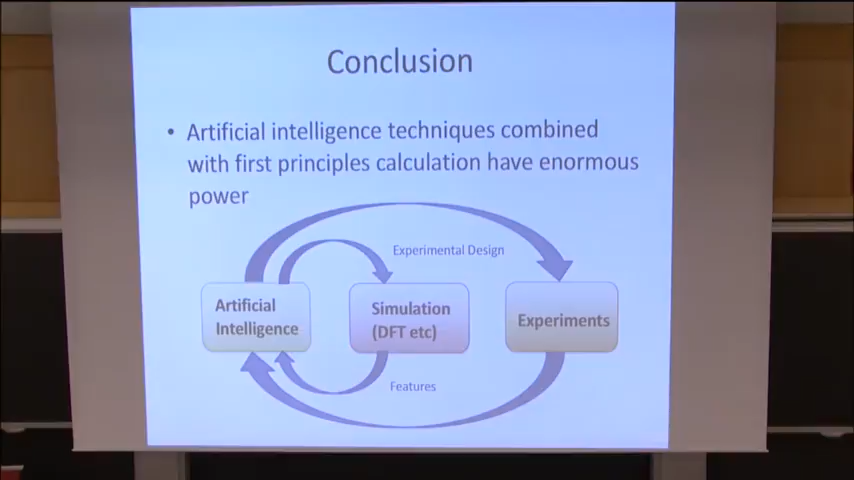 Conclusion
• Artificial intelligence techniques combined
with first principles calculation have enormous
power
Experimental Design
Artificial
Intelligence
Simulation
(DFT etc)
Experiments
Features